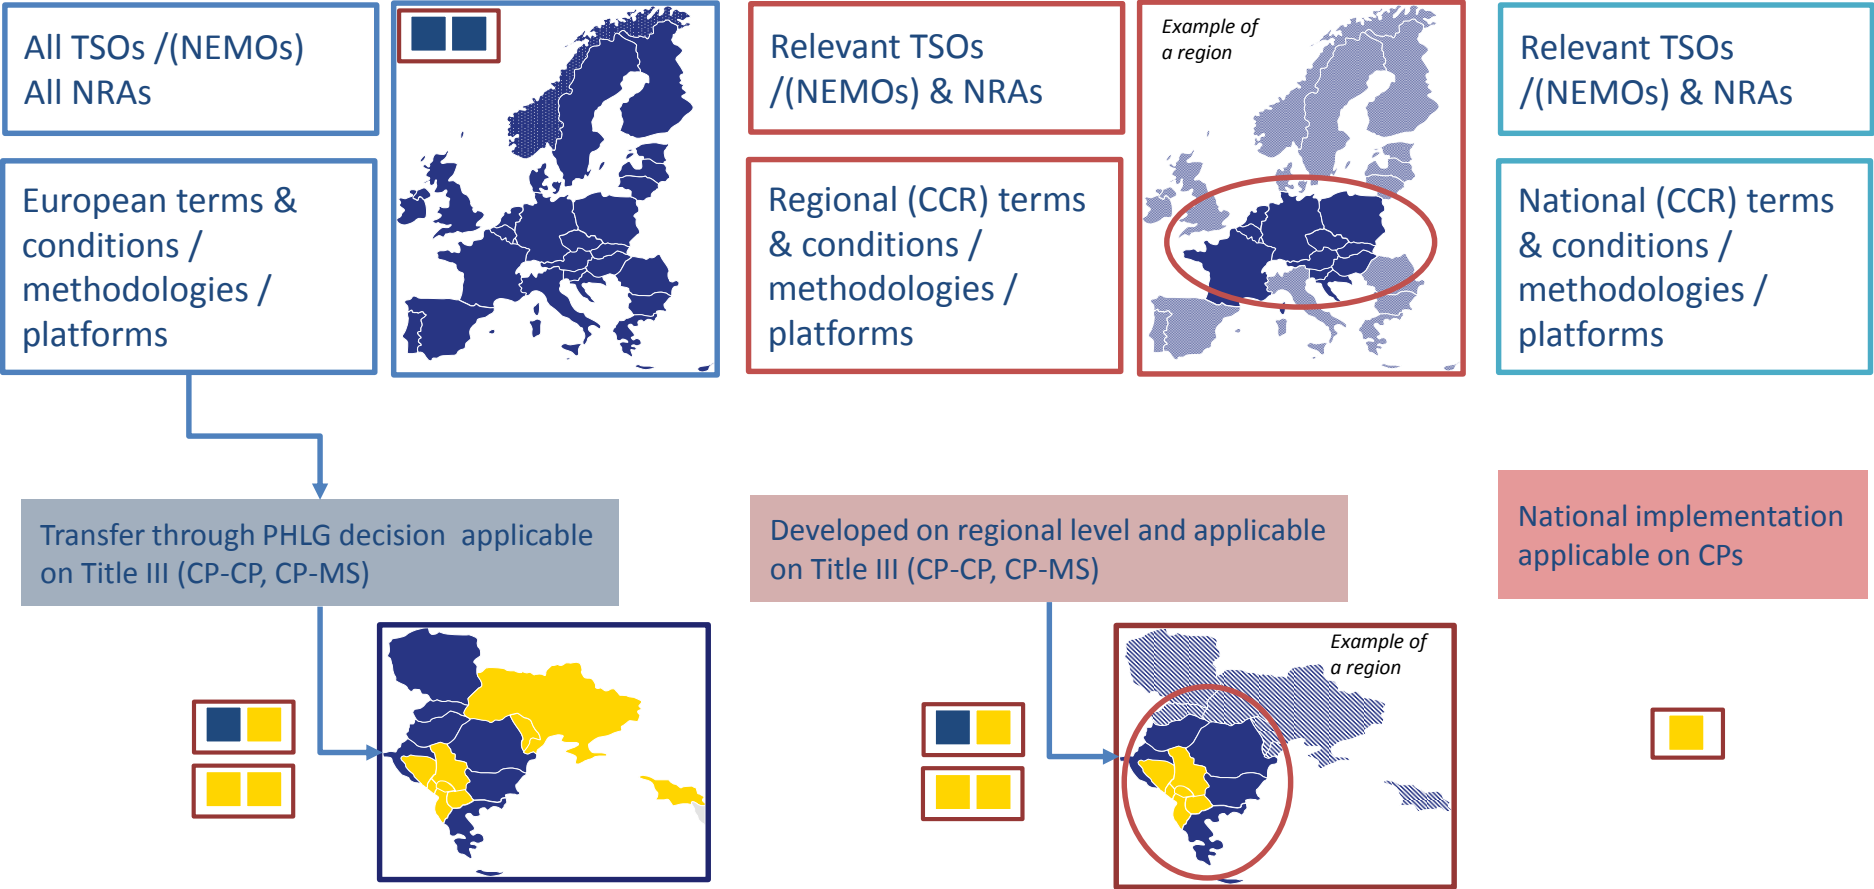 All TSOs /(NEMOs)
All NRAs
European terms &
conditions /
methodologies /
platforms
Relevant TSOs
/(NEMOs) & NRAs
Regional (CCR) terms
& conditions /
methodologies /
platforms
Example of
a region
Relevant TSOs
/(NEMOs) & NRAs
National (CCR) terms
& conditions /
methodologies /
platforms
Transfer through PHLG decision  applicable
on Title III (CP-CP, CP-MS)
Developed on regional level and applicable
on Title III (CP-CP, CP-MS)
Example of
a region
National implementation
applicable on CPs